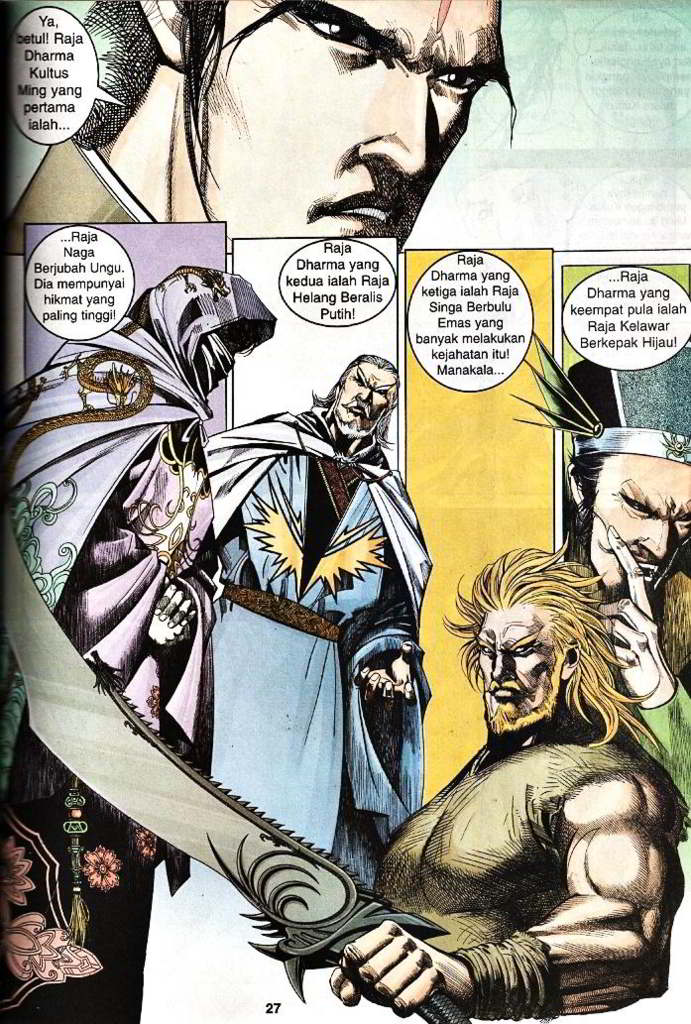 Ya,
betul! Raja
Dharma
Kultus
Ming yang
pertama
ialah...
...Raja
Naga
Berjubah Ungu.
Dia mempunyai
hikmat yang
paling tinggi!
Raja
Dharma yang
kedua ialah Raja
Helang Beralis
Putih!
Raja
Dharma yang
ketiga ialah Raja
Singa Berbulu
Emas yang
banyak melakukan
kejahatan itu!
Manakala...
...Raja
Dharma yang
keempat pula ialah
Raja Kelawar
Berkepak Hijau!
27